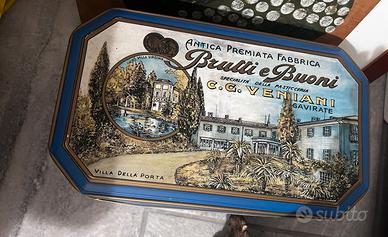 ANTICA PREMIATA FABBRICA
Brutti e Buoni
SPECIALITÀ DELLA PASTICCERIA
C.G. VENIANI
GAVIRATE
VILLA DELLA PORTA
subito